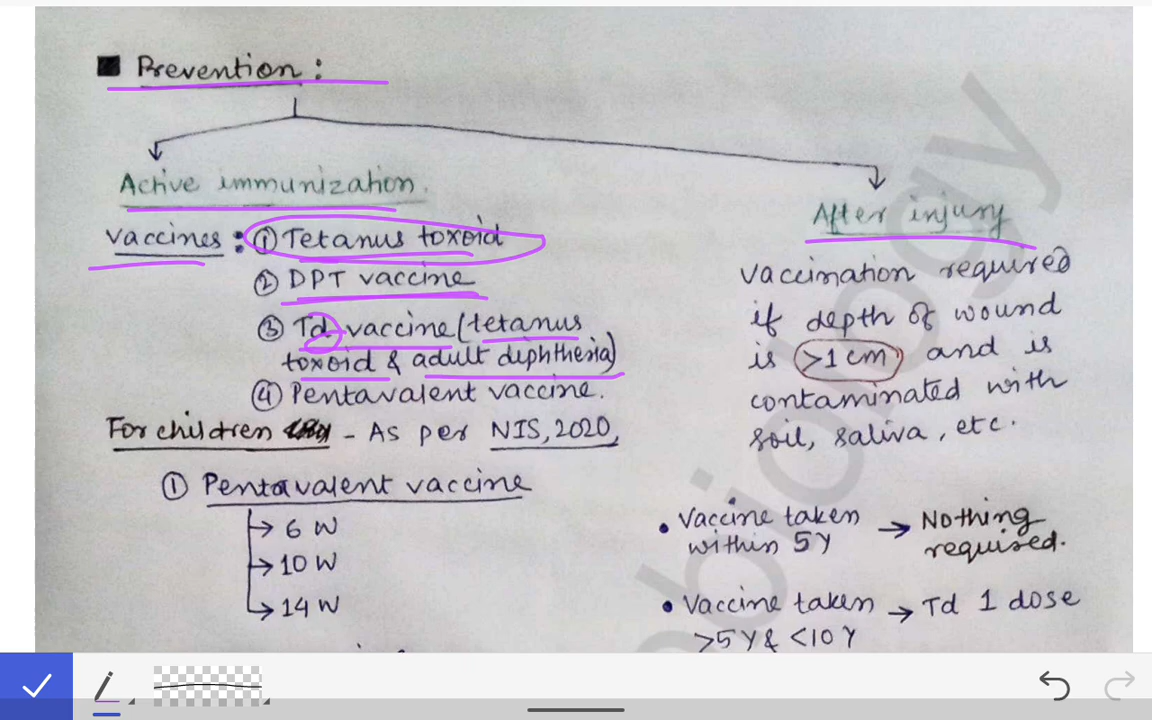 ■ Prevention:
Active immunization.
Vaccines: ① Tetanus toxoid
② DPT vaccine
③ Td vaccine (tetanus
toxoid & adult diphtheria)
④ Pentavalent vaccine.
For children - As per NIS, 2020,
① Pentavalent vaccine
→ 6 W
→ 10 W
→ 14 W
After injury
Vaccination required
if depth of wound
is >1 cm and is
contaminated with
soil, saliva, etc.
• Vaccine taken → Nothing
within 5Y required.
• Vaccine taken → Td 1 dose
>5 Y & <10 Y
obiology